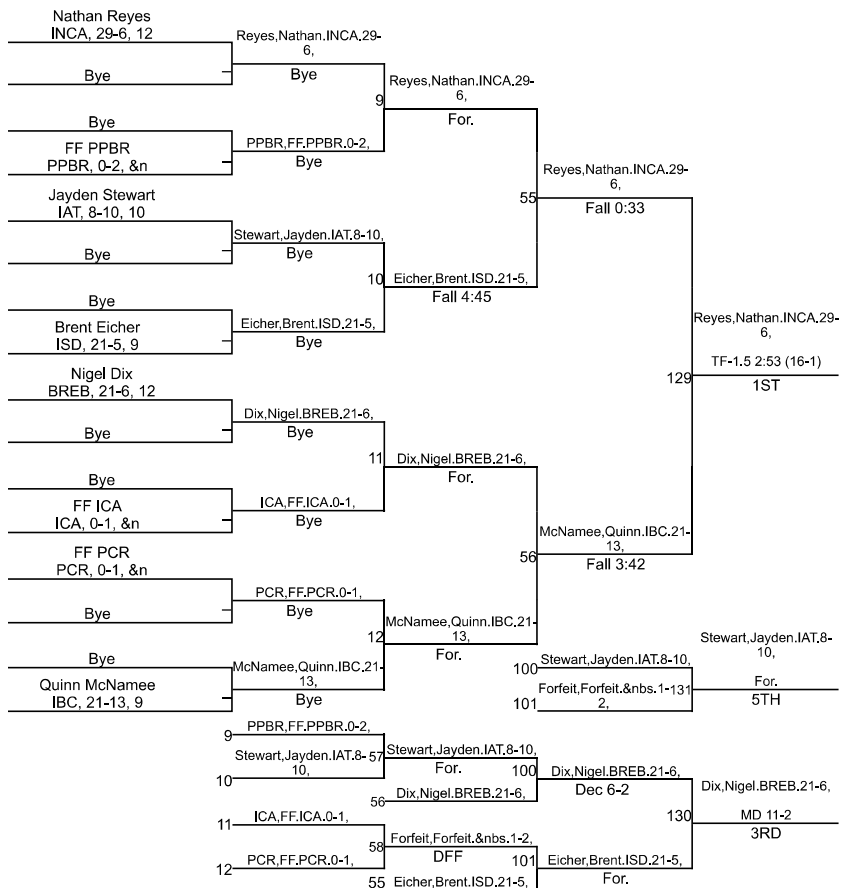 Nathan Reyes
INCA, 29-6, 12
Reyes,Nathan.INCA.29-
6,
Bye
Bye
Reyes,Nathan.INCA.29-
6,
9
For.
Bye
FF PPBR
PPBR, 0-2, &n
PPBR,FF.PPBR.0-2,
Bye
Reyes,Nathan.INCA.29-
6,
55
Fall 0:33
Jayden Stewart
IAT, 8-10, 10
Stewart,Jayden.IAT.8-10,
Bye
Bye
10
Eicher,Brent.ISD.21-5,
Fall 4:45
Bye
Brent Eicher
ISD, 21-5, 9
Eicher,Brent.ISD.21-5,
Bye
Reyes,Nathan.INCA.29-
6,
129
TF-1.5 2:53 (16-1)
1ST
Nigel Dix
BREB, 21-6, 12
Dix,Nigel.BREB.21-6,
Bye
Bye
11
Dix,Nigel.BREB.21-6,
For.
Bye
FF ICA
ICA, 0-1, &n
ICA,FF.ICA.0-1,
Bye
McNamee,Quinn.IBC.21-
13,
56
Fall 3:42
FF PCR
PCR, 0-1, &n
PCR,FF.PCR.0-1,
Bye
Bye
12
McNamee,Quinn.IBC.21-
13,
For.
Bye
Quinn McNamee
IBC, 21-13, 9
McNamee,Quinn.IBC.21-
13,
Bye
100
Stewart,Jayden.IAT.8-10,
101
Forfeit,Forfeit.&nbs.1-
2,
131
Stewart,Jayden.IAT.8-
10,
For.
5TH
9
PPBR,FF.PPBR.0-2,
10
Stewart,Jayden.IAT.8-
10,
57
Stewart,Jayden.IAT.8-10,
For.
56
Dix,Nigel.BREB.21-6,
100
Dix,Nigel.BREB.21-6,
Dec 6-2
11
ICA,FF.ICA.0-1,
12
PCR,FF.PCR.0-1,
58
Forfeit,Forfeit.&nbs.1-2,
DFF
55
Eicher,Brent.ISD.21-5,
101
Eicher,Brent.ISD.21-5,
For.
130
Dix,Nigel.BREB.21-6,
MD 11-2
3RD